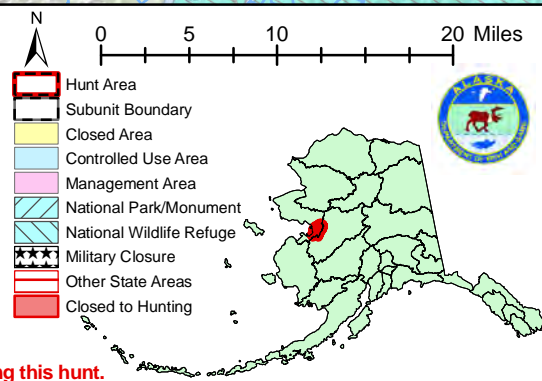 N
0 5 10 20 Miles
Hunt Area
Subunit Boundary
Closed Area
Controlled Use Area
Management Area
National Park/Monument
National Wildlife Refuge
Military Closure
Other State Areas
Closed to Hunting
ALASKA
ng this hunt.